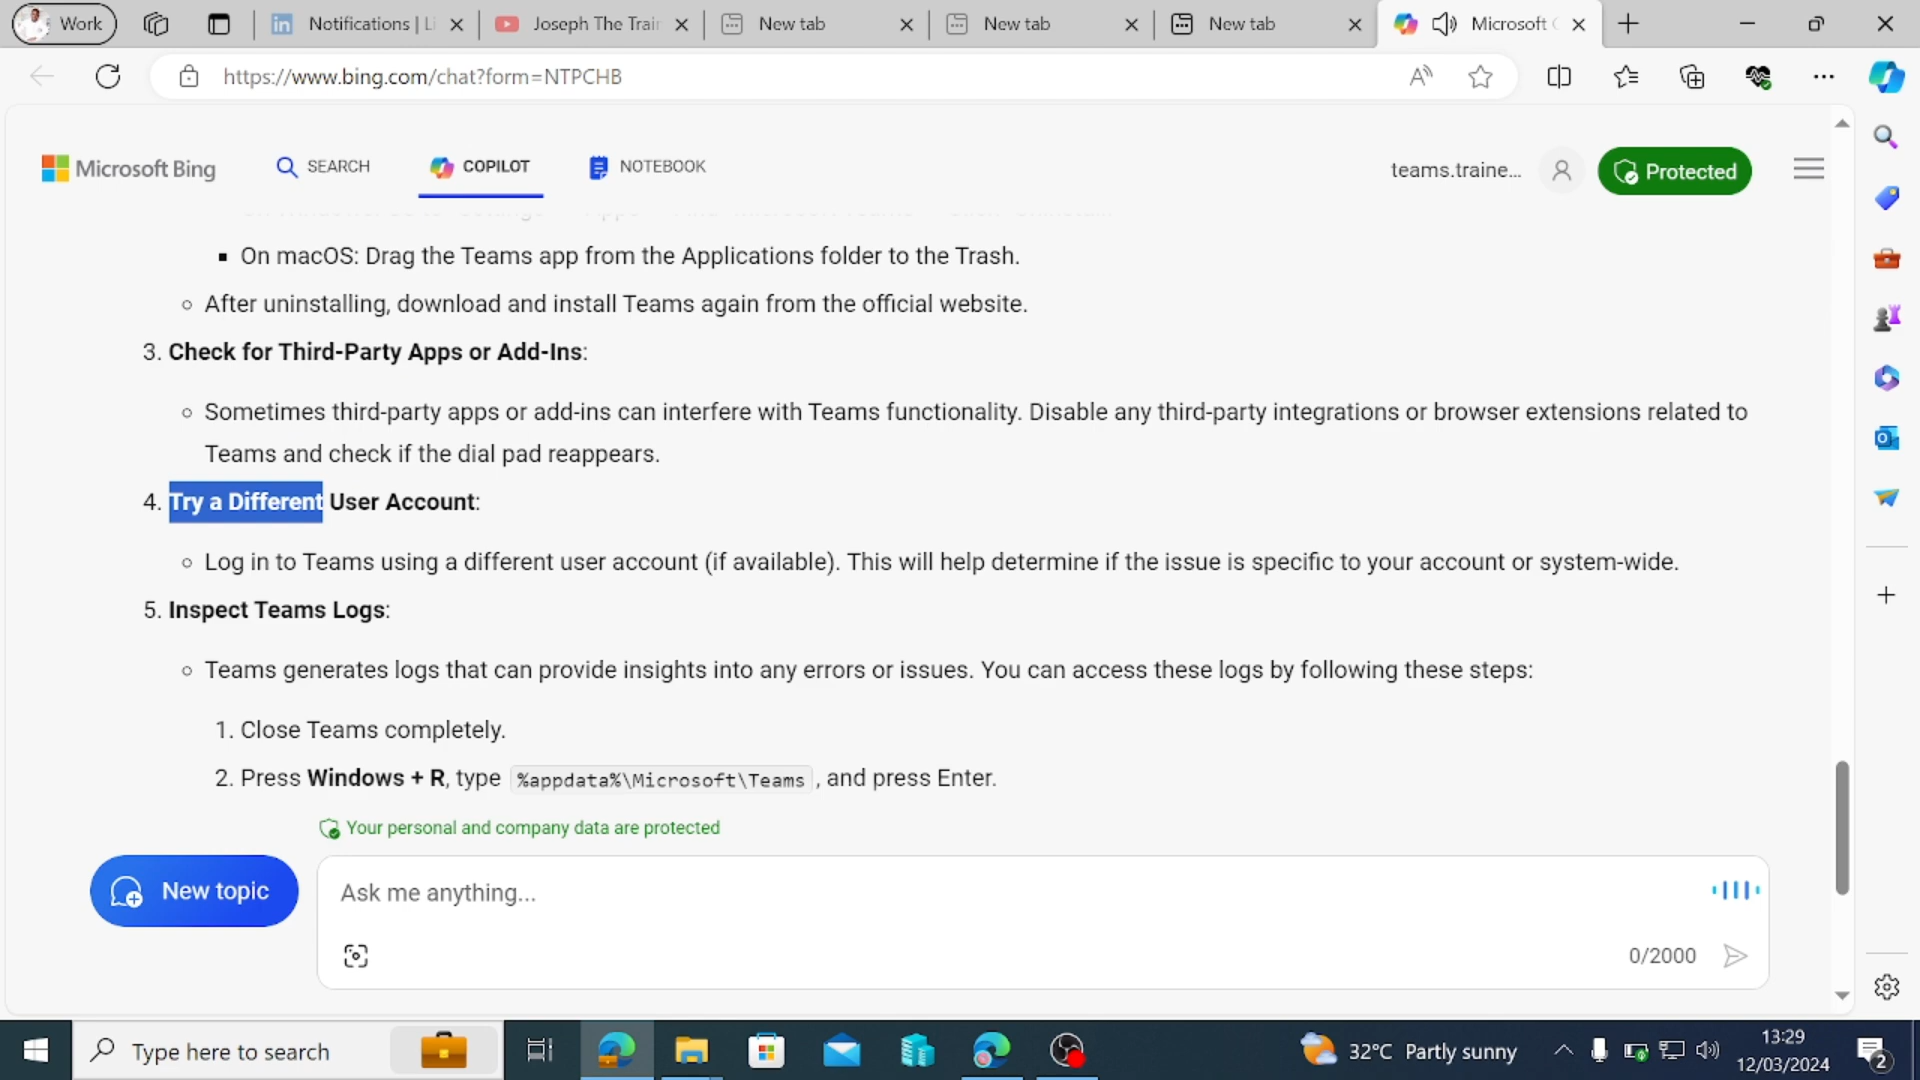 Work
Notifications | Li
Joseph The Train
New tab
New tab
New tab
Microsoft C
https://www.bing.com/chat?form=NTPCHB
Microsoft Bing
SEARCH
COPILOT
NOTEBOOK
teams.traine...
Protected
▪ On macOS: Drag the Teams app from the Applications folder to the Trash.
○ After uninstalling, download and install Teams again from the official website.
3. Check for Third-Party Apps or Add-Ins:
○ Sometimes third-party apps or add-ins can interfere with Teams functionality. Disable any third-party integrations or browser extensions related to
Teams and check if the dial pad reappears.
4. Try a Different User Account:
○ Log in to Teams using a different user account (if available). This will help determine if the issue is specific to your account or system-wide.
5. Inspect Teams Logs:
○ Teams generates logs that can provide insights into any errors or issues. You can access these logs by following these steps:
1. Close Teams completely.
2. Press Windows + R, type %appdata%\Microsoft\Teams , and press Enter.
Your personal and company data are protected
New topic
Ask me anything...
0/2000
Type here to search
32°C Partly sunny
13:29
12/03/2024
2